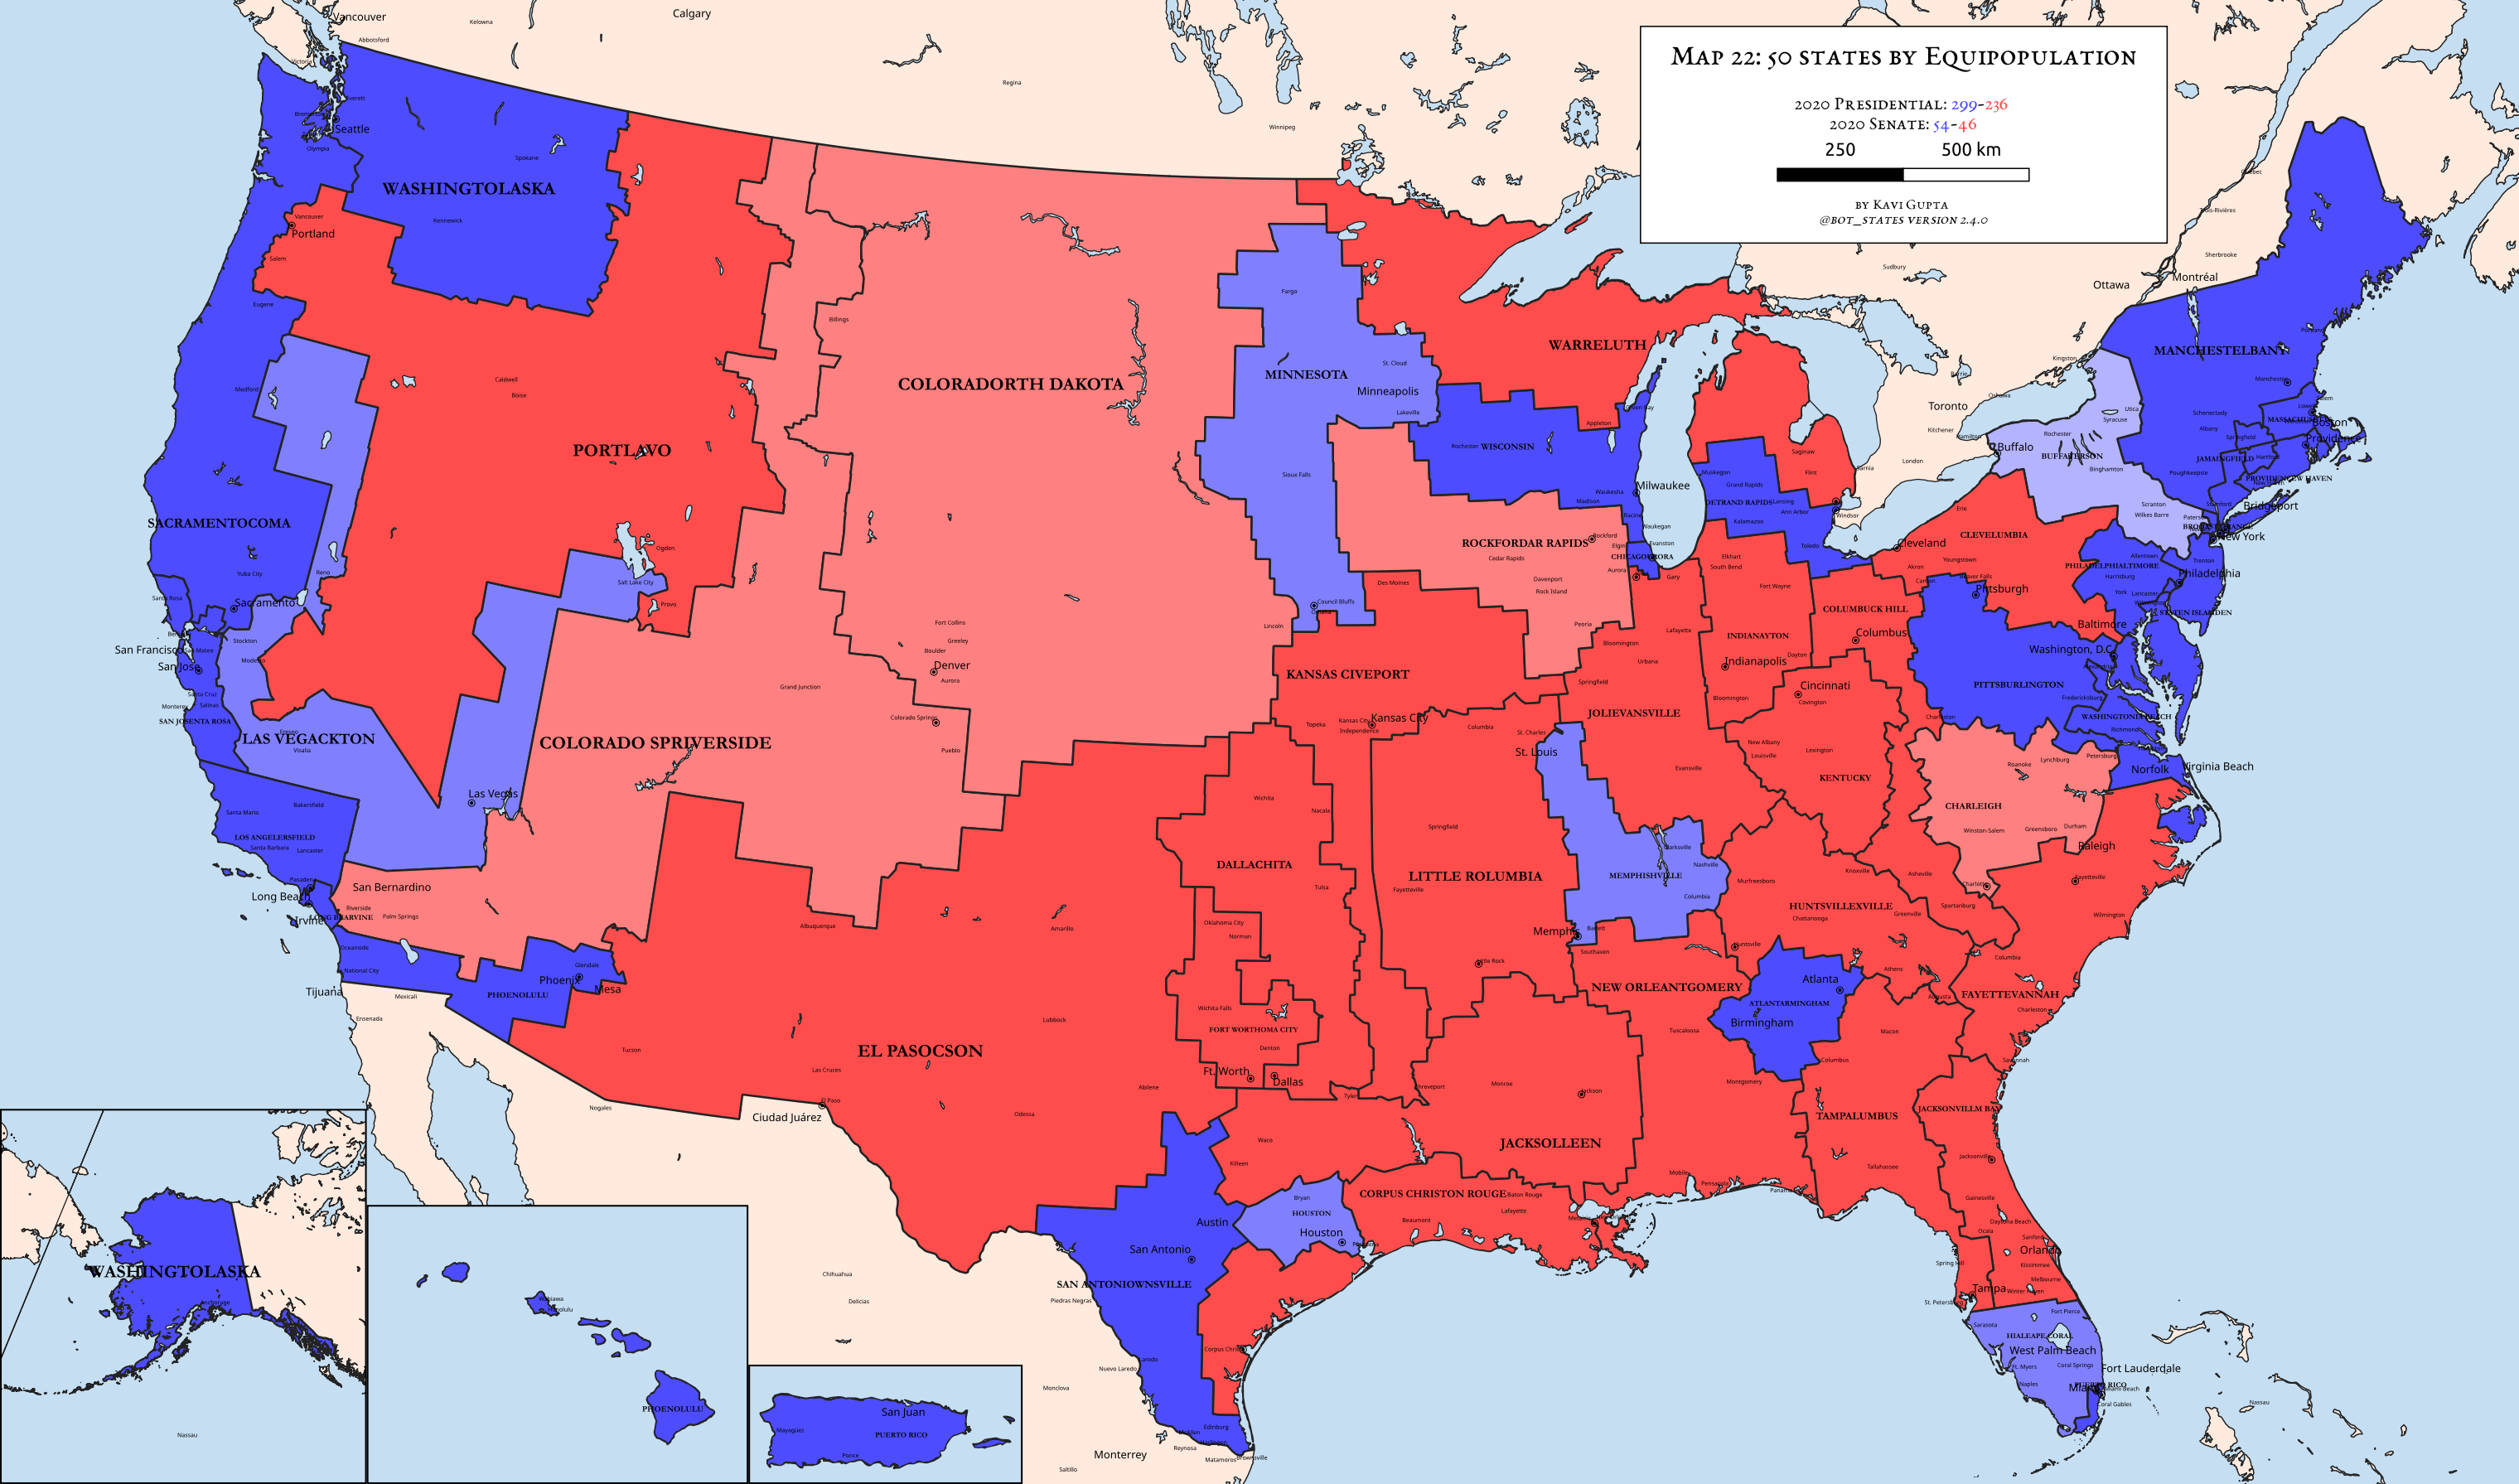 MAP 22: 50 STATES BY EQUIPOPULATION
2020 PRESIDENTIAL: 299-236
2020 SENATE: 54-46
250 500 km
BY KAVI GUPTA
@BOT_STATES VERSION 2.4.0
Vancouver
Kelowna
Calgary
Abbotsford
Victoria
Regina
Winnipeg
Everett
Seattle
Olympia
Spokane
WASHINGTOLASKA
Kennewick
Vancouver
Portland
Salem
Eugene
Medford
Caldwell
Boise
PORTLAVO
Billings
COLORADORTH DAKOTA
Fargo
MINNESOTA
St. Cloud
Minneapolis
Lakeville
Sioux Falls
WARRELUTH
Green Bay
Appleton
Rochester
WISCONSIN
Waukesha
Milwaukee
Madison
Racine
Waukegan
Sudbury
Ottawa
Montréal
Sherbrooke
Trois-Rivières
Québec
Kingston
Barrie
Oshawa
Toronto
Kitchener
Hamilton
London
Sarnia
Windsor
Saginaw
Flint
Muskegon
Grand Rapids
DETRAND RAPIDS
Lansing
Ann Arbor
Kalamazoo
Toledo
MANCHESTELBANY
Portland
Manchester
Salem
Lowell
Boston
Providence
Schenectady
Albany
Springfield
Hartford
JAMAINGFIELD
PROVIDENCEW HAVEN
Poughkeepsie
Stamford
Bridgeport
Utica
Syracuse
Rochester
Buffalo
BUFFATERSON
Binghamton
Scranton
Wilkes Barre
New York
Trenton
Allentown
PHILADELPHIALTIMORE
Philadelphia
Harrisburg
York
Lancaster
STATEN ISLANDEN
Baltimore
Washington, D.C.
Erie
CLEVELUMBIA
Cleveland
Youngstown
Akron
Canton
Beaver Falls
Pittsburgh
PITTSBURLINGTON
Fredericksburg
WASHINGTONIA BEACH
Richmond
Petersburg
Norfolk
Virginia Beach
SACRAMENTOCOMA
Yuba City
Reno
Santa Rosa
Sacramento
Stockton
San Francisco
San Mateo
San Jose
Modesto
Santa Cruz
Monterey
Salinas
SAN JOSENTA ROSA
Fresno
LAS VEGACKTON
Visalia
Ogden
Salt Lake City
Provo
Fort Collins
Greeley
Boulder
Denver
Aurora
Grand Junction
Colorado Springs
Pueblo
COLORADO SPRIVERSIDE
Las Vegas
Bakersfield
Santa Maria
LOS ANGELERSFIELD
Santa Barbara
Lancaster
Pasadena
Long Beach
Irvine
San Bernardino
Riverside
Palm Springs
Oceanside
National City
Tijuana
Mexicali
Ensenada
Glendale
Phoenix
Mesa
PHOENOLULU
Tucson
Nogales
Albuquerque
Las Cruces
El Paso
Ciudad Juárez
EL PASOCSON
Amarillo
Lubbock
Abilene
Odessa
Council Bluffs
Omaha
Lincoln
Des Moines
KANSAS CIVEPORT
ROCKFORDAR RAPIDS
Rockford
Cedar Rapids
Davenport
Rock Island
Peoria
Elgin
Evanston
CHICAGORORA
Aurora
Gary
Elkhart
South Bend
Fort Wayne
Bloomington
Urbana
Springfield
Lafayette
INDIANAYTON
Indianapolis
Dayton
Bloomington
COLUMBUCK HILL
Columbus
Cincinnati
Covington
Charleston
JOLIEVANSVILLE
Evansville
New Albany
Louisville
Lexington
KENTUCKY
Topeka
Kansas City
Kansas City
Independence
Columbia
St. Charles
St. Louis
Wichita
Nacala
DALLACHITA
Springfield
Fayetteville
Tulsa
LITTLE ROLUMBIA
Oklahoma City
Norman
Wichita Falls
FORT WORTHOMA CITY
Denton
Ft. Worth
Dallas
Tyler
Shreveport
Monroe
Jackson
JACKSOLLEEN
Waco
Killeen
Little Rock
Memphis
Bartlett
Southaven
MEMPHISHVILLE
Clarksville
Nashville
Columbia
Murfreesboro
HUNTSVILLEXVILLE
Chattanooga
Knoxville
Asheville
Greenville
Spartanburg
Huntsville
NEW ORLEANTGOMERY
Atlanta
ATLANTARMINGHAM
Birmingham
Tuscaloosa
Montgomery
Columbus
Macon
Athens
Augusta
CHARLEIGH
Roanoke
Lynchburg
Winston-Salem
Greensboro
Durham
Raleigh
Charlotte
Fayetteville
Wilmington
Columbia
FAYETTEVANNAH
Charleston
Savannah
JACKSONVILLM BAY
TAMPALUMBUS
Tallahassee
Jacksonville
Gainesville
Ocala
Daytona Beach
Sanford
Orlando
Kissimmee
Melbourne
Spring Hill
Tampa
Winter Haven
St. Petersburg
Sarasota
Fort Pierce
HIALEAPE CORAL
West Palm Beach
Coral Springs
Ft. Myers
Naples
Fort Lauderdale
Miami
Miami Beach
PUERTO RICO
Coral Gables
Nassau
Mobile
Pensacola
Panama
Metairie
Baton Rouge
Lafayette
Beaumont
CORPUS CHRISTON ROUGE
Bryan
HOUSTON
Houston
Austin
San Antonio
SAN ANTONIOWNSVILLE
Corpus Christi
Laredo
Nuevo Laredo
Piedras Negras
Chihuahua
Delicias
Monclova
Monterrey
Saltillo
Edinburg
McAllen
Harlingen
Reynosa
Matamoros
Brownsville
WASHINGTOLASKA
Anchorage
Nassau
Wahiawa
Honolulu
PHOENOLULU
San Juan
Mayagüez
PUERTO RICO
Ponce